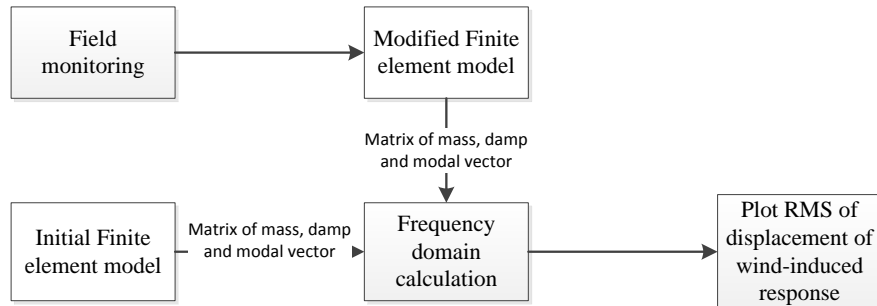 Field
monitoring
Modified Finite
element model
Matrix of mass, damp
and modal vector
Initial Finite
element model
Matrix of mass, damp
and modal vector
Frequency
domain
calculation
Plot RMS of
displacement of
wind-induced
response